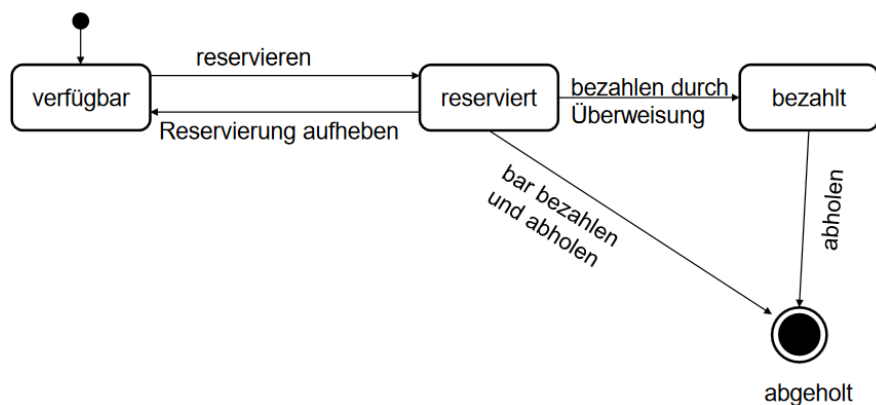 reservieren
verfügbar
reserviert
bezahlen durch
Überweisung
bezahlt
Reservierung aufheben
bar bezahlen
und abholen
abholen
abgeholt